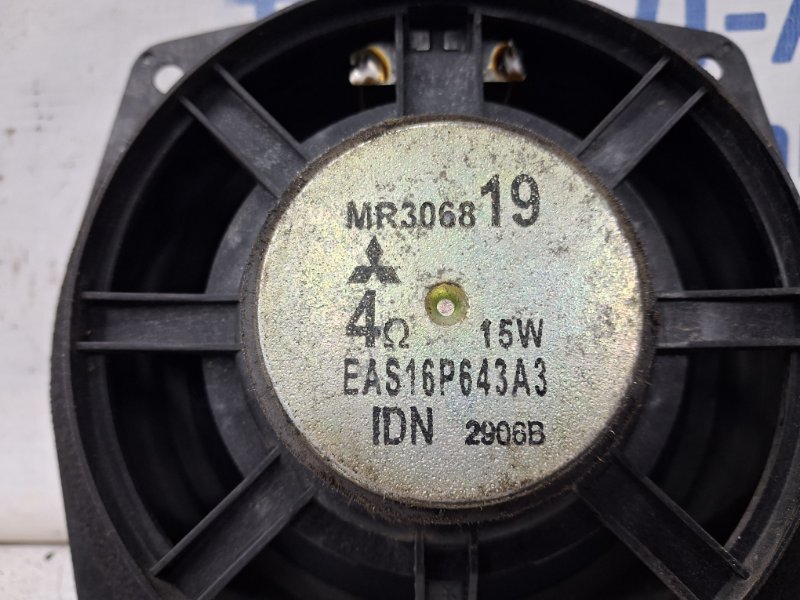 MR306819
4Ω 15W
EAS16P643A3
IDN 2906B